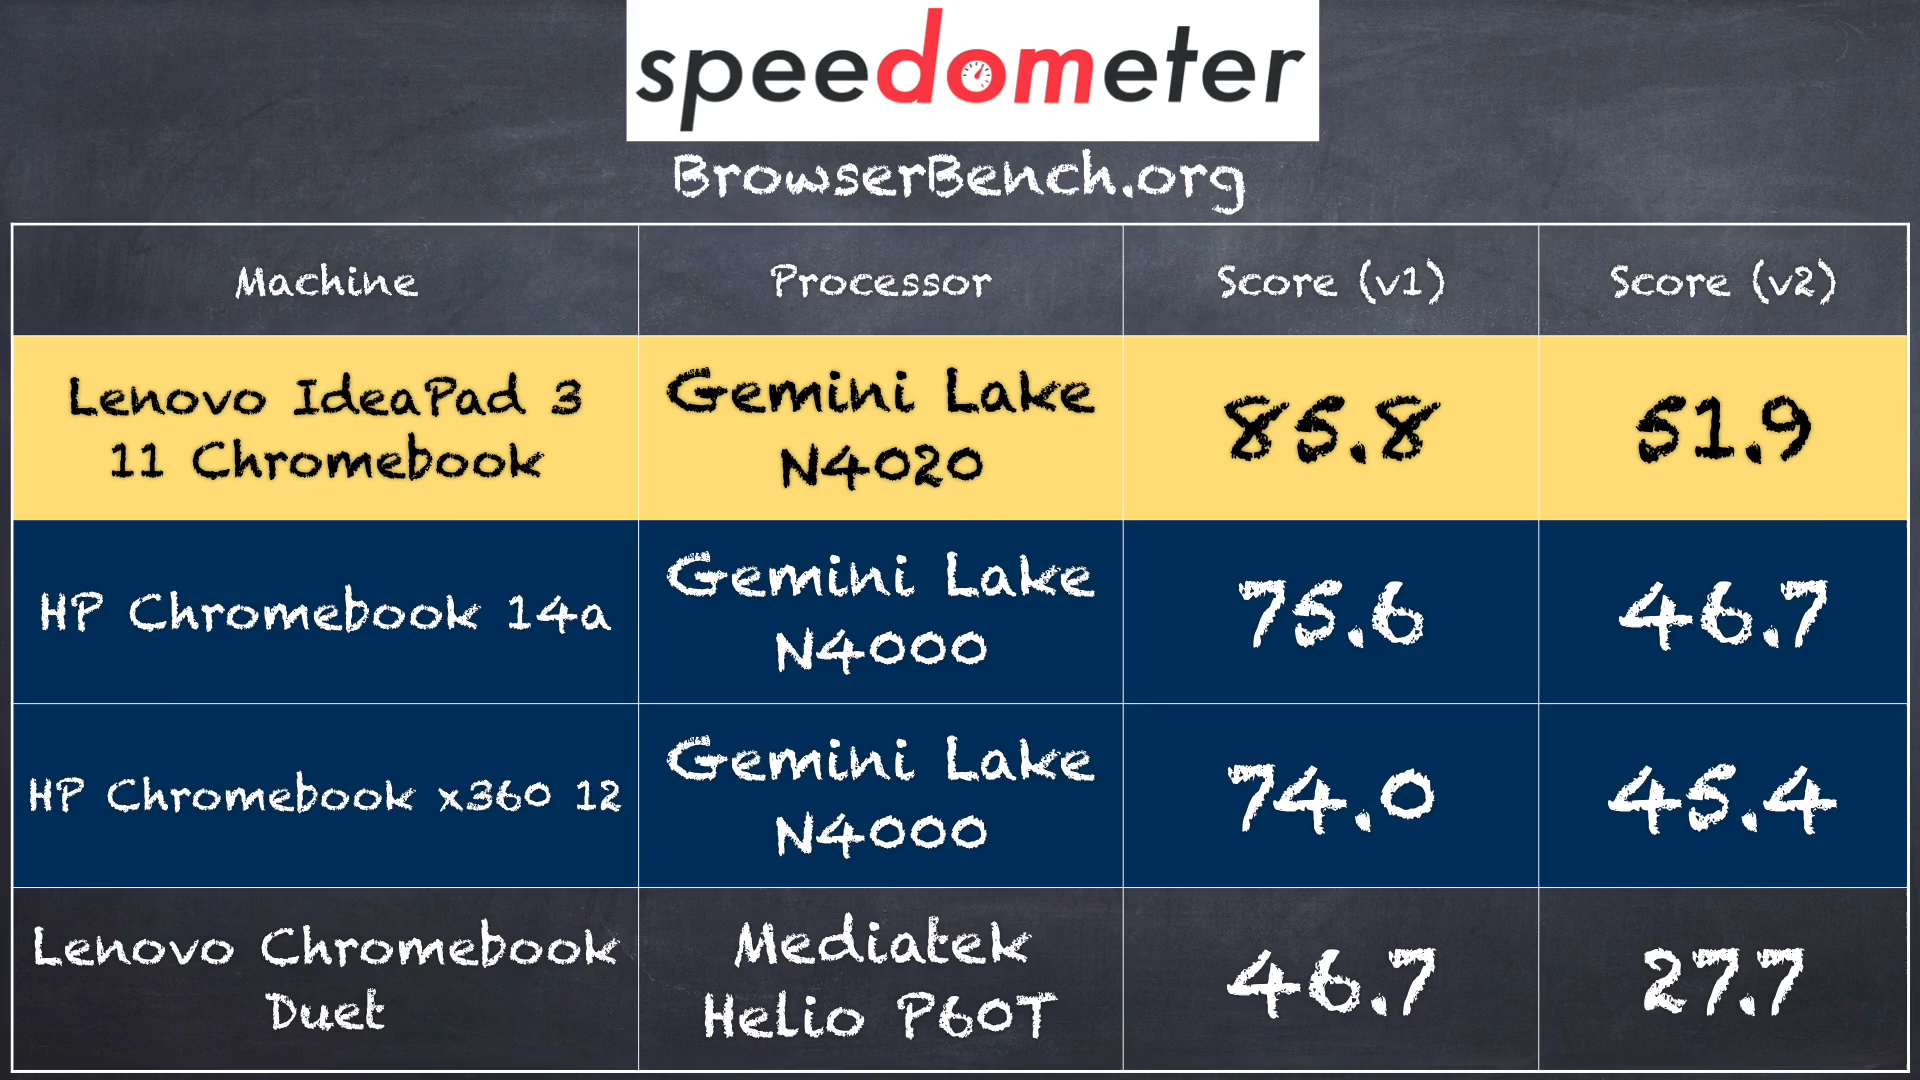 speedometer
BrowserBench.org
Machine
Processor
Score (v1)
Score (v2)
Lenovo IdeaPad 3
11 Chromebook
Gemini Lake
N4020
85.8
51.9
HP Chromebook 14a
Gemini Lake
N4000
75.6
46.7
HP Chromebook x360 12
Gemini Lake
N4000
74.0
45.4
Lenovo Chromebook
Duet
Mediatek
Helio P60T
46.7
27.7